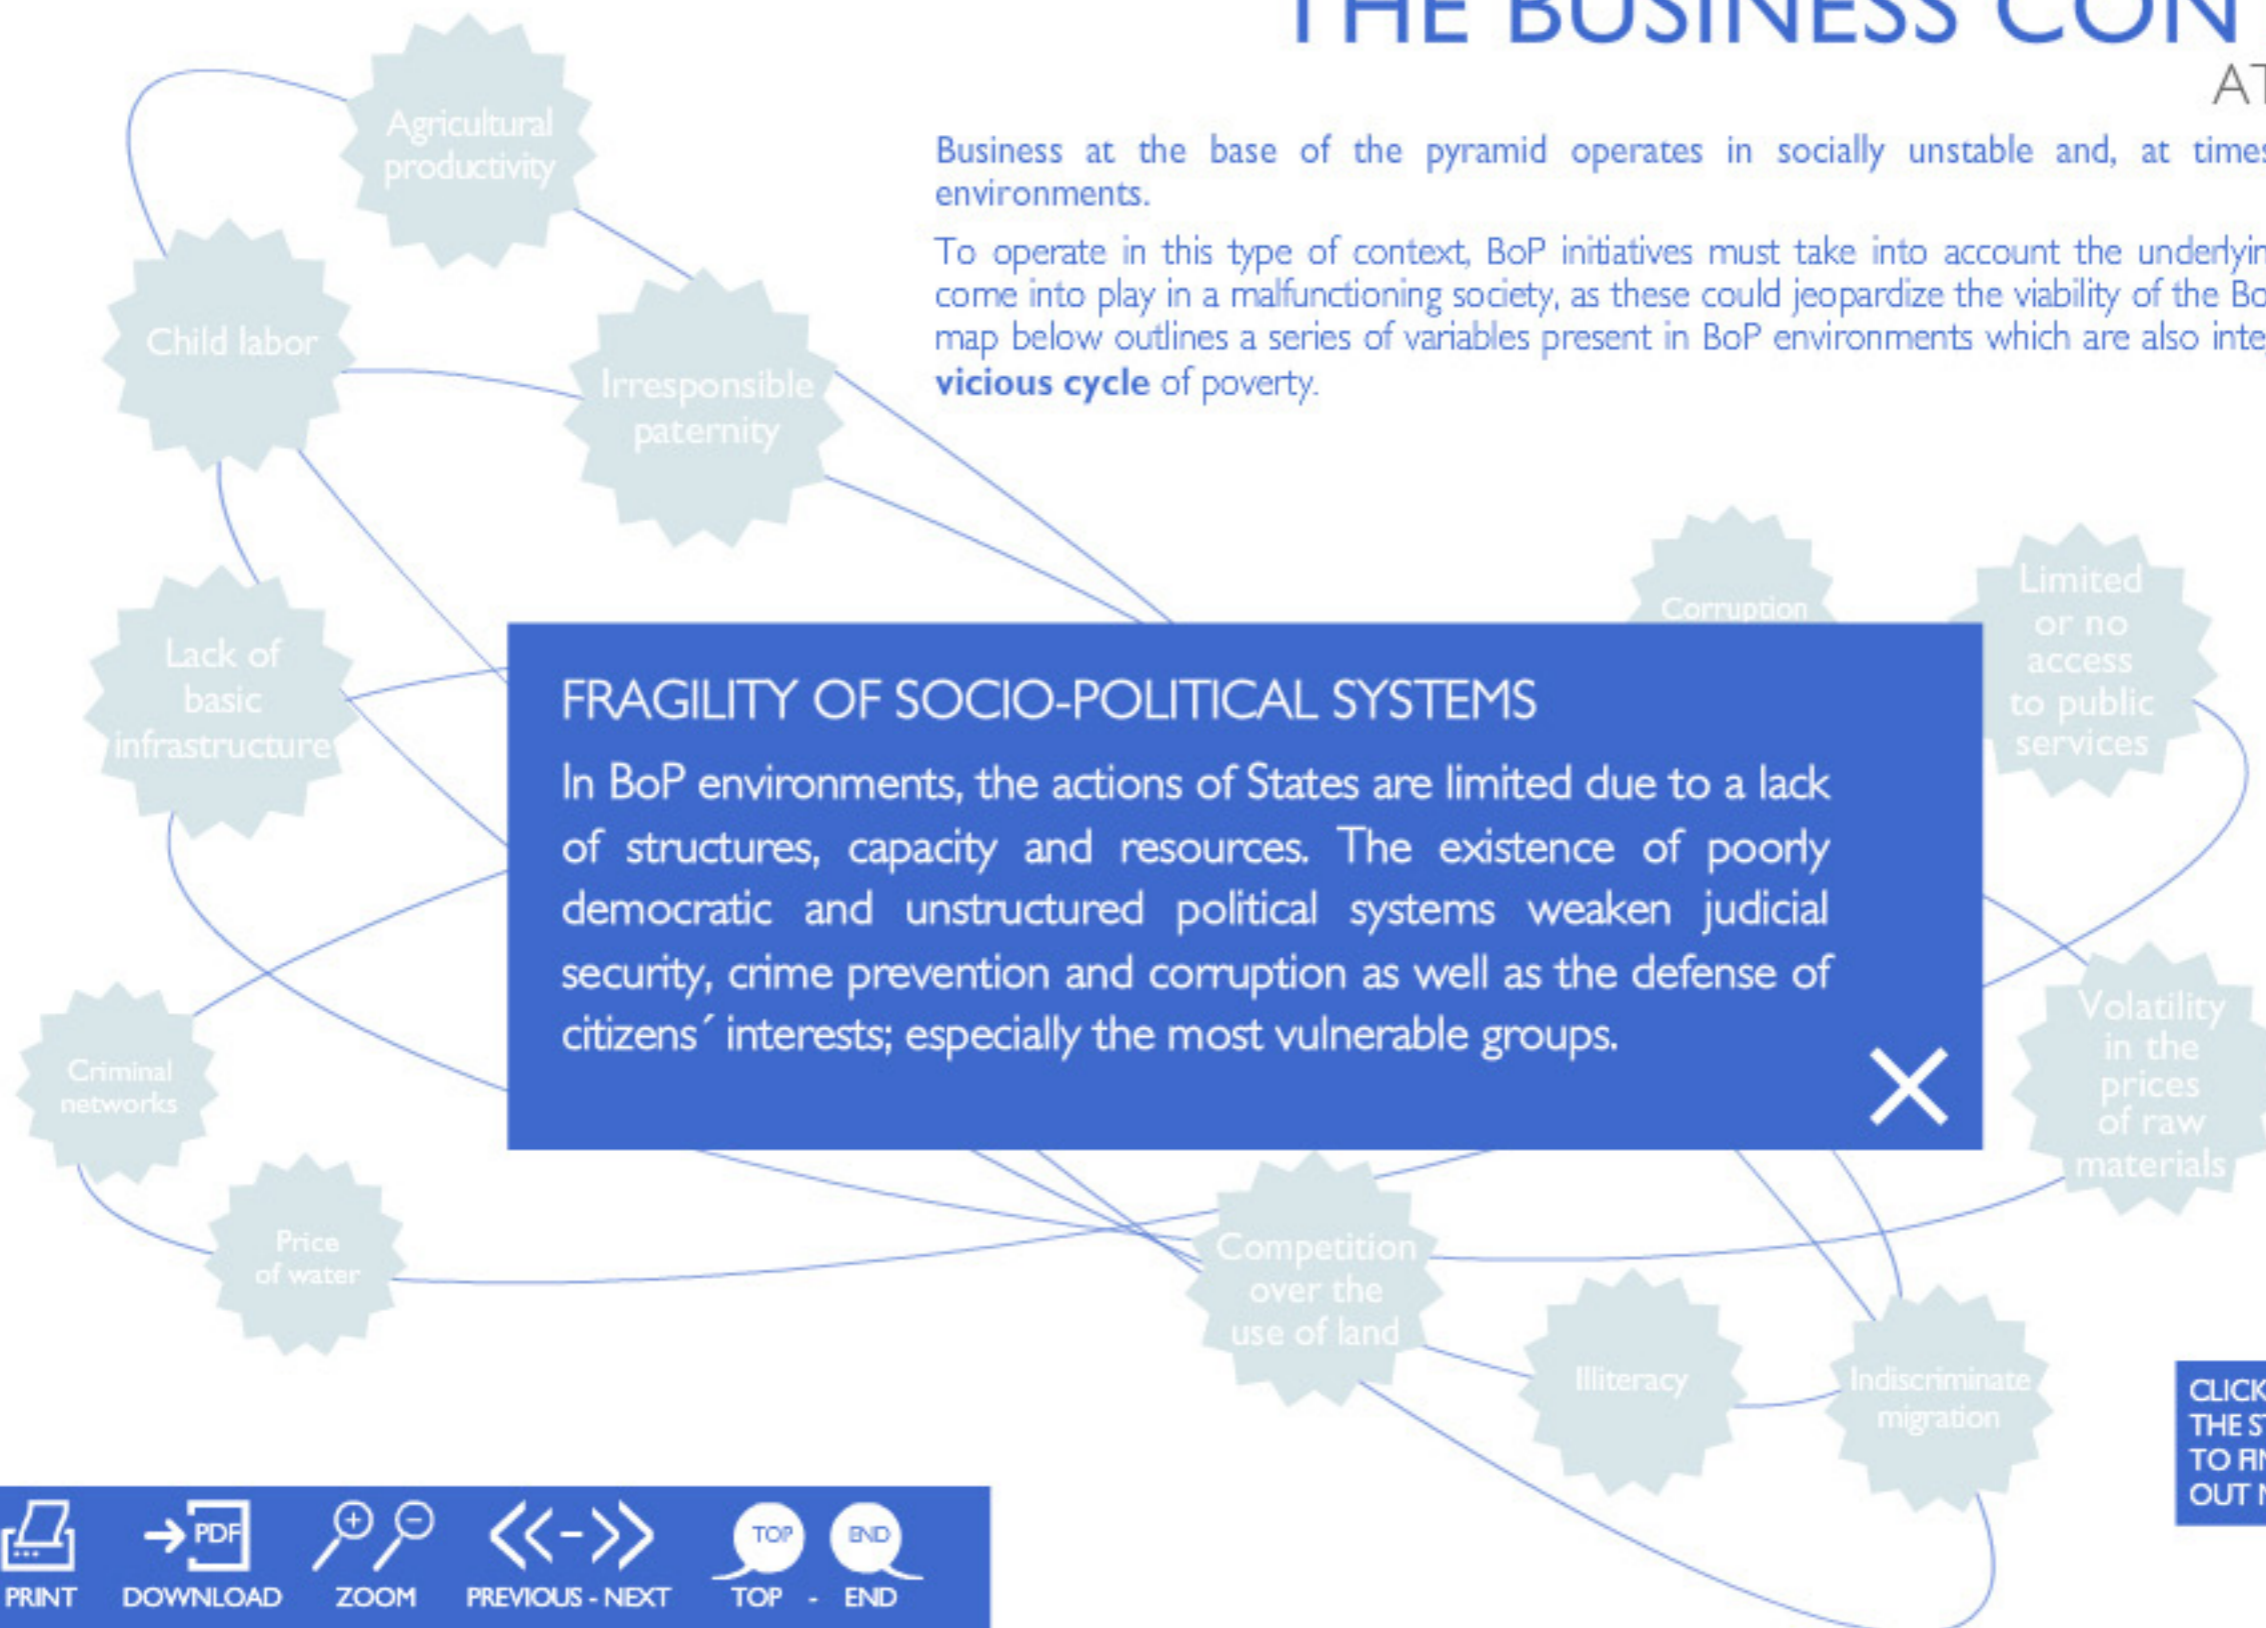 THE BUSINESS CON
AT
Business at the base of the pyramid operates in socially unstable and, at times
environments.
To operate in this type of context, BoP initiatives must take into account the underlyin
come into play in a malfunctioning society, as these could jeopardize the viability of the Bo
map below outlines a series of variables present in BoP environments which are also inte
vicious cycle of poverty.
Agricultural
productivity
Child labor
Irresponsible
paternity
Corruption
Limited
or no
access
to public
services
Lack of
basic
infrastructure
FRAGILITY OF SOCIO-POLITICAL SYSTEMS
In BoP environments, the actions of States are limited due to a lack
of structures, capacity and resources. The existence of poorly
democratic and unstructured political systems weaken judicial
security, crime prevention and corruption as well as the defense of
citizens´ interests; especially the most vulnerable groups.
Volatility
in the
prices
of raw
materials
Criminal
networks
Price
of water
Competition
over the
use of land
Illiteracy
Indiscriminate
migration
CLICK
THE ST
TO FIN
OUT M
PDF
TOP
END
PRINT
DOWNLOAD
ZOOM
PREVIOUS - NEXT
TOP - END